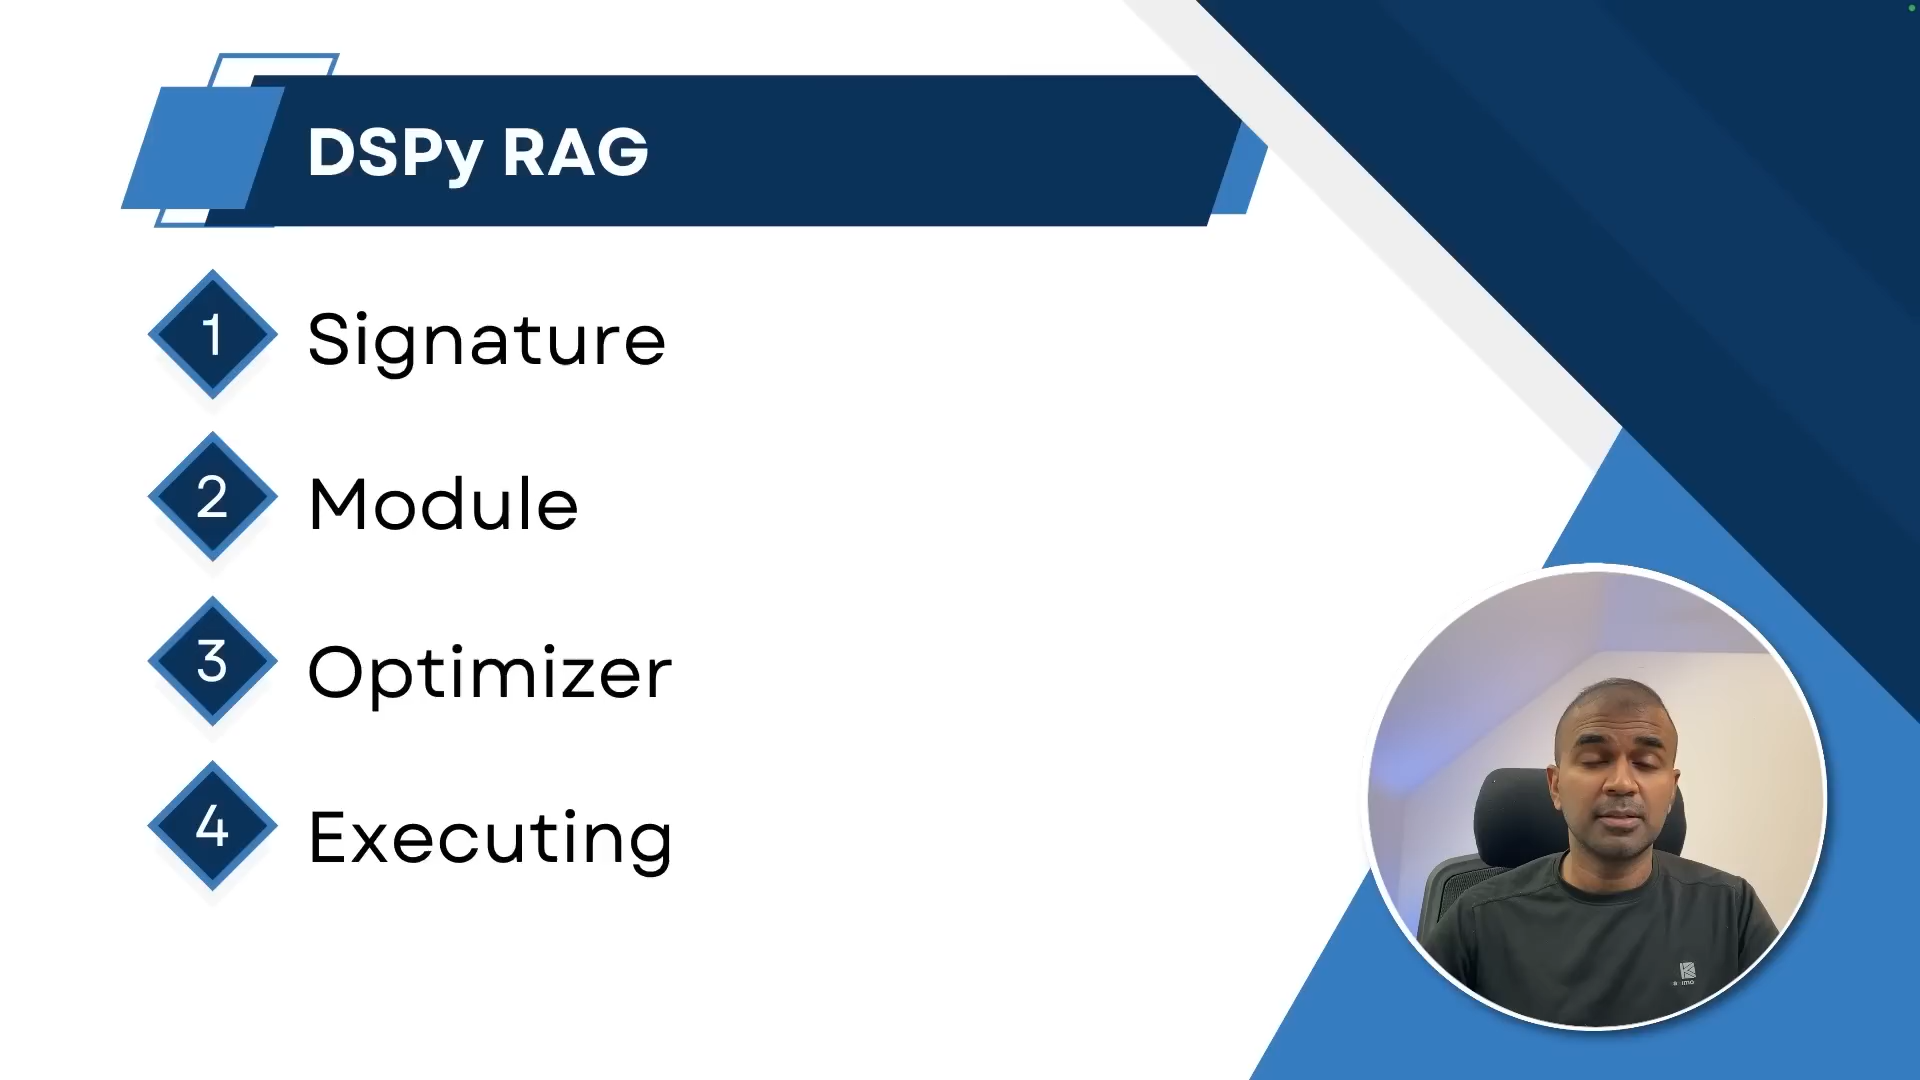 DSPy RAG
1 Signature
2 Module
3 Optimizer
4 Executing